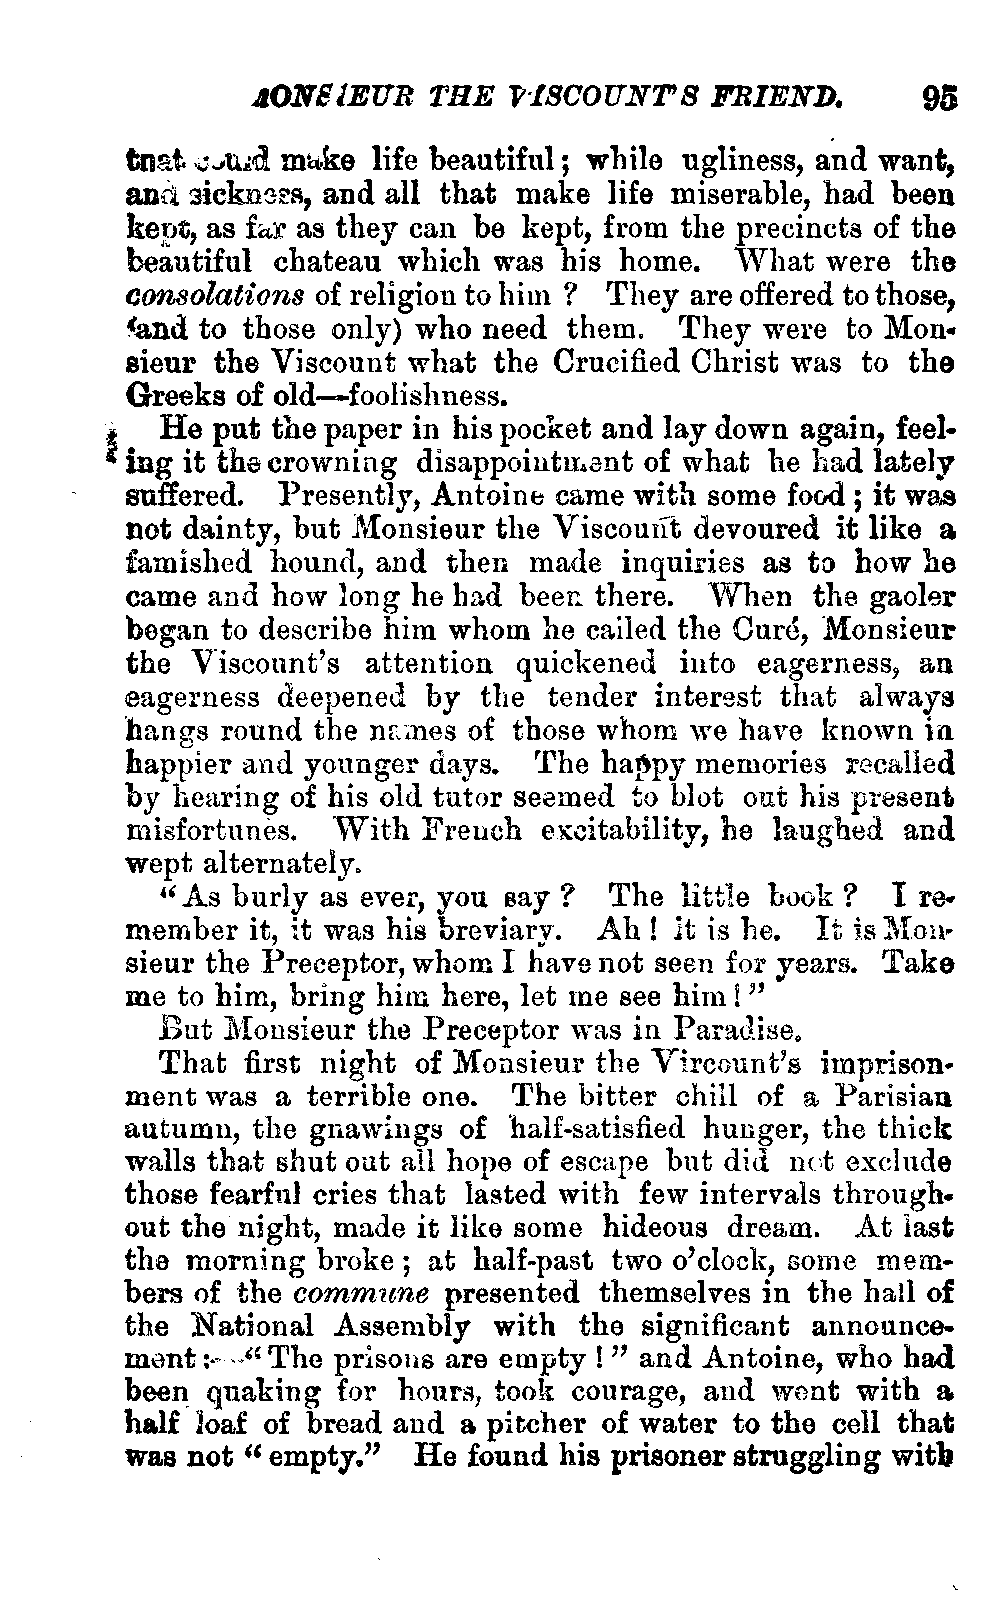 MONSIEUR THE VISCOUNT'S FRIEND. 95
that could make life beautiful; while ugliness, and want,
and sickness, and all that make life miserable, had been
kept, as far as they can be kept, from the precincts of the
beautiful chateau which was his home. What were the
consolations of religion to him? They are offered to those,
(and to those only) who need them. They were to Mon-
sieur the Viscount what the Crucified Christ was to the
Greeks of old—foolishness.
He put the paper in his pocket and lay down again, feel-
ing it the crowning disappointment of what he had lately
suffered. Presently, Antoine came with some food; it was
not dainty, but Monsieur the Viscount devoured it like a
famished hound, and then made inquiries as to how he
came and how long he had been there. When the gaoler
began to describe him whom he called the Curé, Monsieur
the Viscount's attention quickened into eagerness, an
eagerness deepened by the tender interest that always
hangs round the names of those whom we have known in
happier and younger days. The happy memories recalled
by hearing of his old tutor seemed to blot out his present
misfortunes. With French excitability, he laughed and
wept alternately.
"As burly as ever, you say? The little book? I re-
member it, it was his breviary. Ah! it is he. It is Mon-
sieur the Preceptor, whom I have not seen for years. Take
me to him, bring him here, let me see him!"
But Monsieur the Preceptor was in Paradise.
That first night of Monsieur the Vircount's imprison-
ment was a terrible one. The bitter chill of a Parisian
autumn, the gnawings of half-satisfied hunger, the thick
walls that shut out all hope of escape but did not exclude
those fearful cries that lasted with few intervals through-
out the night, made it like some hideous dream. At last
the morning broke; at half-past two o'clock, some mem-
bers of the commune presented themselves in the hall of
the National Assembly with the significant announce-
ment:—"The prisons are empty!" and Antoine, who had
been quaking for hours, took courage, and went with a
half loaf of bread and a pitcher of water to the cell that
was not "empty." He found his prisoner struggling with